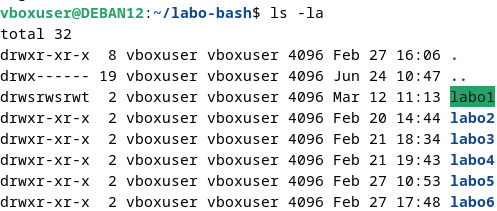 vboxuser@DEBAN12:~/labo-bash$ ls -la
total 32
drwxr-xr-x  8 vboxuser vboxuser 4096 Feb 27 16:06 .
drwx------ 19 vboxuser vboxuser 4096 Jun 24 10:47 ..
drwsrwsrwt  2 vboxuser vboxuser 4096 Mar 12 11:13 labo1
drwxr-xr-x  2 vboxuser vboxuser 4096 Feb 20 14:44 labo2
drwxr-xr-x  2 vboxuser vboxuser 4096 Feb 21 18:34 labo3
drwxr-xr-x  2 vboxuser vboxuser 4096 Feb 21 19:43 labo4
drwxr-xr-x  2 vboxuser vboxuser 4096 Feb 27 10:53 labo5
drwxr-xr-x  2 vboxuser vboxuser 4096 Feb 27 17:48 labo6